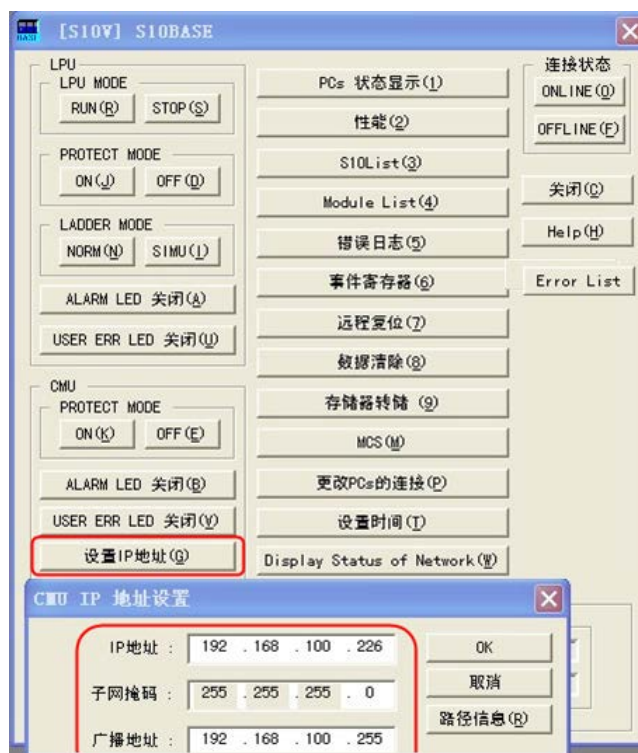 [S10V] S10BASE
BASE
LPU
LPU MODE
RUN(R) STOP(S)
PROTECT MODE
ON(J) OFF(D)
LADDER MODE
NORM(N) SIMU(I)
ALARM LED 关闭(A)
USER ERR LED 关闭(U)
CMU
PROTECT MODE
ON(K) OFF(E)
ALARM LED 关闭(B)
USER ERR LED 关闭(V)
设置IP地址(G)
PCs 状态显示(1)
性能(2)
S10List(3)
Module List(4)
错误日志(5)
事件寄存器(6)
远程复位(7)
数据清除(8)
存储器转储 (9)
MCS(M)
更改PCs的连接(P)
设置时间(T)
Display Status of Network(W)
连接状态
ONLINE(O)
OFFLINE(F)
关闭(C)
Help(H)
Error List
CMU IP 地址设置
IP地址 : 192 .168 .100 .226
子网掩码 : 255 .255 .255 . 0
广播地址 : 192 .168 .100 .255
OK
取消
路径信息(R)